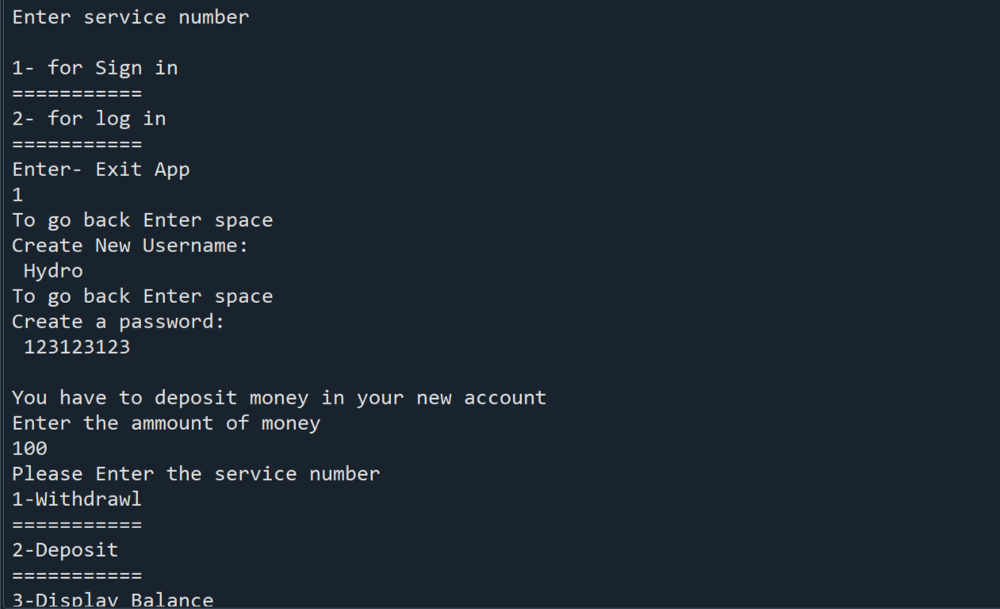 Enter service number
1- for Sign in
===========
2- for log in
===========
Enter- Exit App
1
To go back Enter space
Create New Username:
Hydro
To go back Enter space
Create a password:
123123123
You have to deposit money in your new account
Enter the ammount of money
100
Please Enter the service number
1-Withdrawl
===========
2-Deposit
===========
3-Display Balance